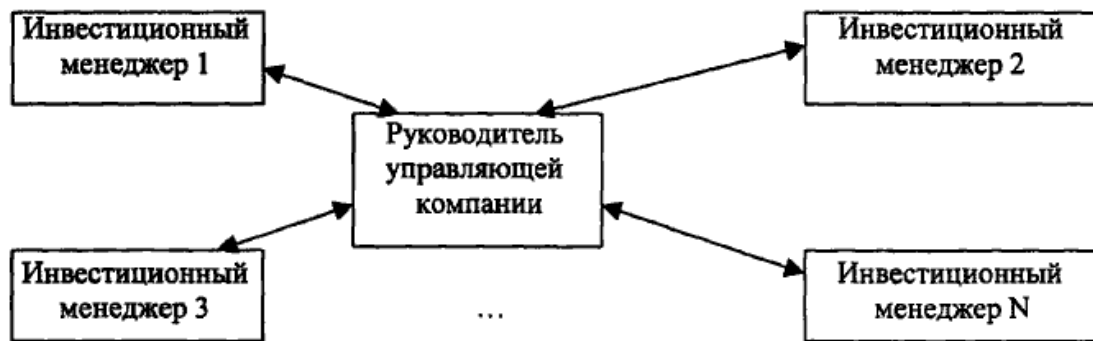 Инвестиционный
менеджер 1
Инвестиционный
менеджер 2
Руководитель
управляющей
компании
Инвестиционный
менеджер 3
...
Инвестиционный
менеджер N